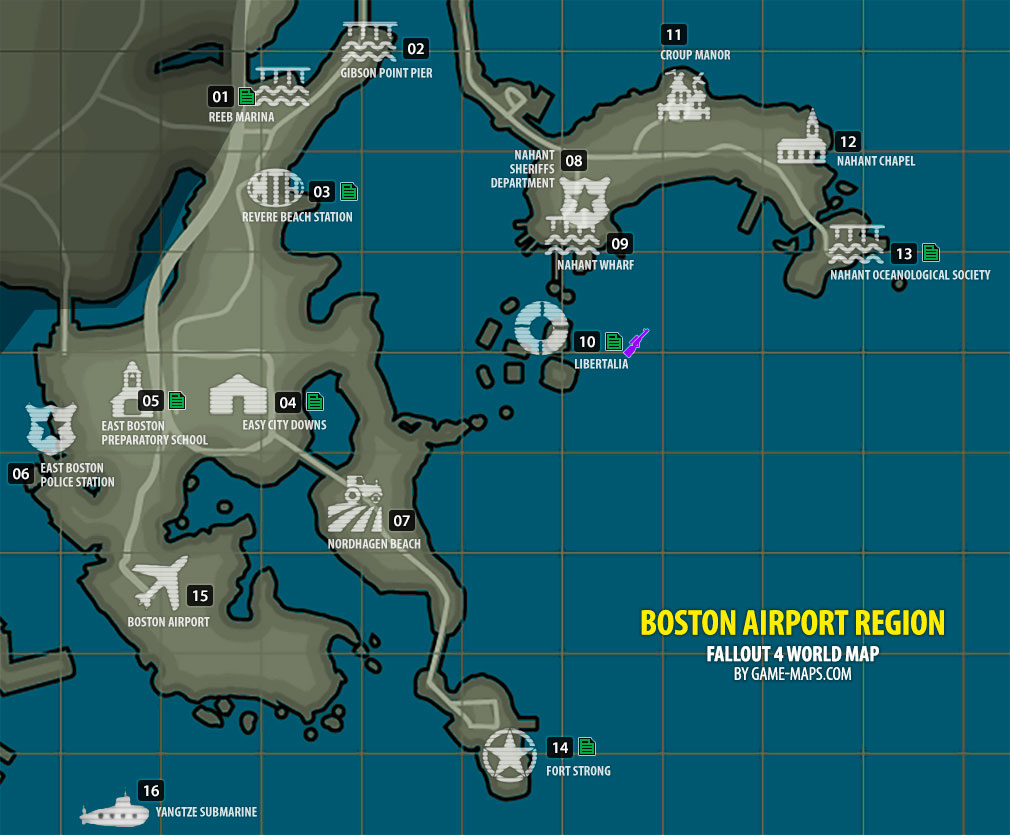 11
CROUP MANOR
02
GIBSON POINT PIER
01
REEB MARINA
12
NAHANT CHAPEL
NAHANT
SHERIFFS
DEPARTMENT
08
03
REVERE BEACH STATION
09
NAHANT WHARF
13
NAHANT OCEANOLOGICAL SOCIETY
10
LIBERTALIA
05
EAST BOSTON
PREPARATORY SCHOOL
04
EASY CITY DOWNS
06
EAST BOSTON
POLICE STATION
07
NORDHAGEN BEACH
15
BOSTON AIRPORT
BOSTON AIRPORT REGION
FALLOUT 4 WORLD MAP
BY GAME-MAPS.COM
14
FORT STRONG
16
YANGTZE SUBMARINE